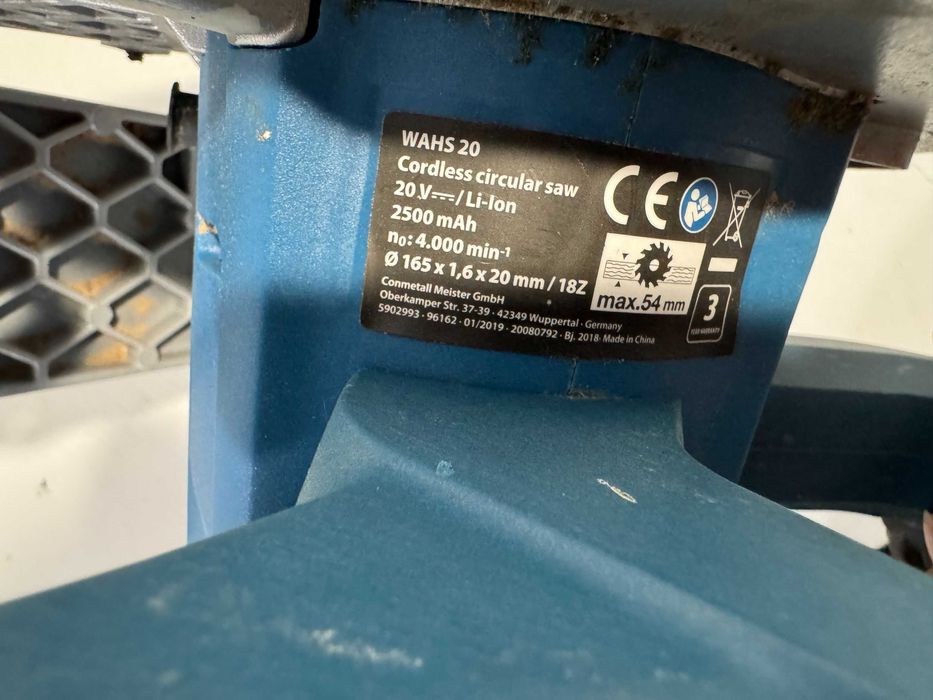 WAHS 20
Cordless circular saw
20 V⎓/ Li-Ion
2500 mAh
n₀: 4.000 min⁻¹
Ø 165 x 1,6 x 20 mm / 18Z
Conmetall Meister GmbH
Oberkamper Str. 37-39 · 42349 Wuppertal · Germany
5902993 · 96162 · 01/2019 · 20080792 · Bj. 2018 · Made in China
CE
max.54 mm
3
YEAR WARRANTY